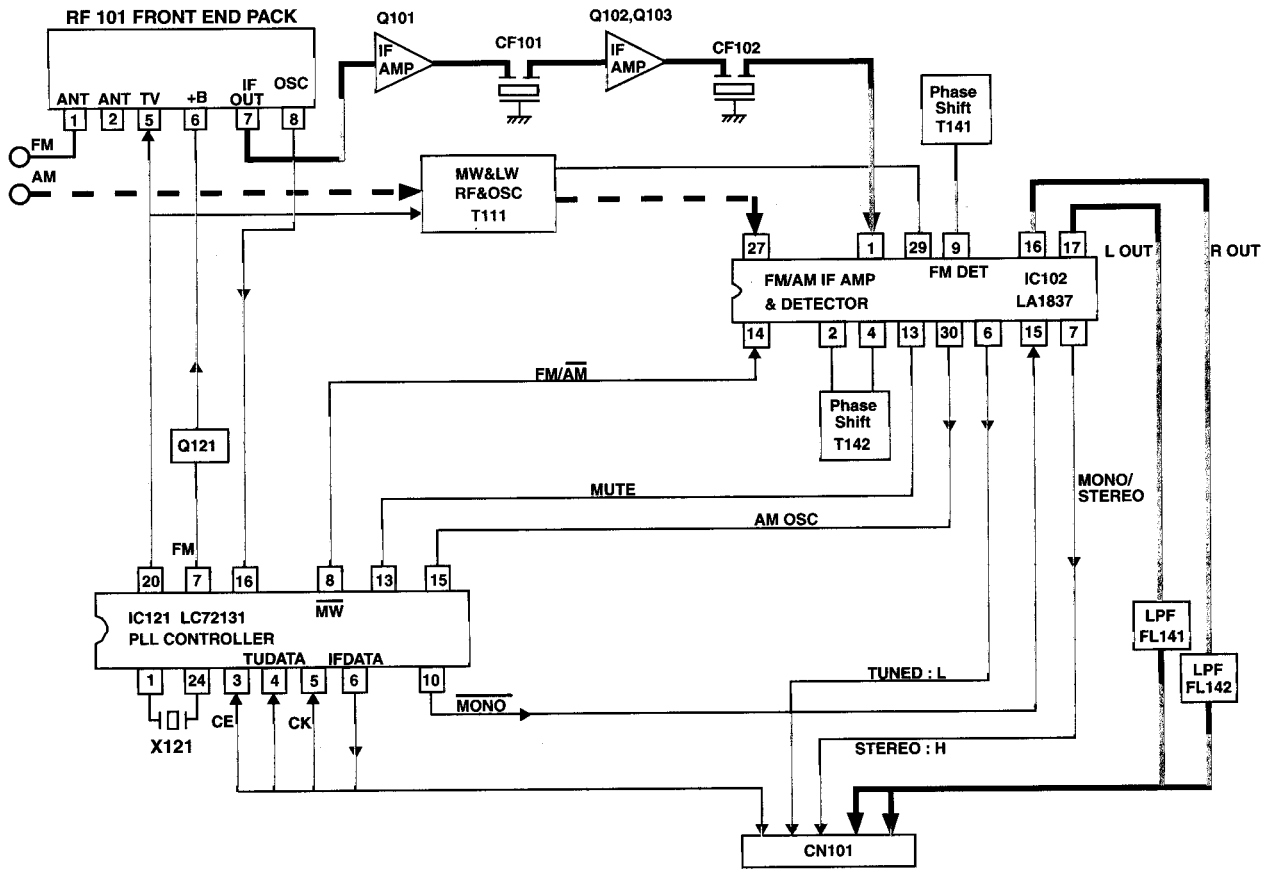 RF 101 FRONT END PACK
Q101
Q102,Q103
IF
AMP
CF101
IF
AMP
CF102
ANT
ANT
TV
+B
IF
OUT
OSC
1
2
5
6
7
8
Phase
Shift
T141
FM
AM
MW&LW
RF&OSC
T111
27
1
29
9
16
17
L OUT
R OUT
FM/AM IF AMP
& DETECTOR
FM DET
IC102
LA1837
14
2
4
13
30
6
15
7
FM/AM
Phase
Shift
T142
Q121
MONO/
STEREO
MUTE
AM OSC
FM
20
7
16
8
13
15
MW
IC121 LC72131
PLL CONTROLLER
TUDATA
IFDATA
LPF
FL141
LPF
FL142
1
24
3
4
5
6
10
TUNED : L
MONO
CE
CK
X121
STEREO : H
CN101